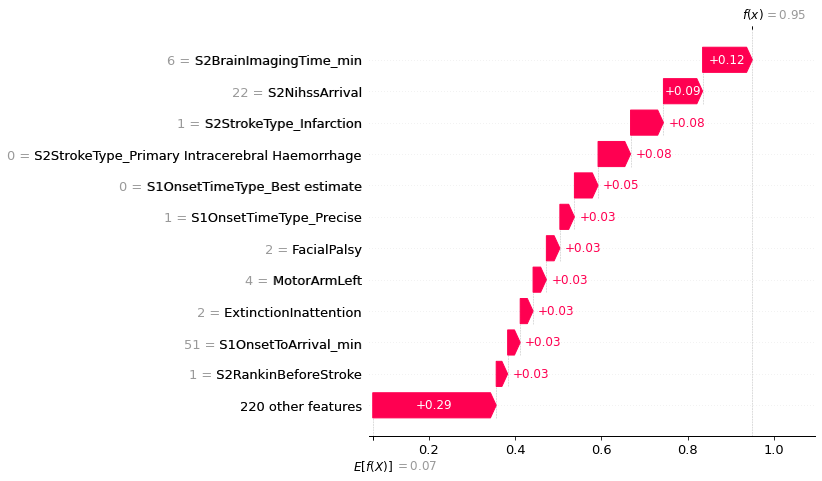 f(x) = 0.95
6 = S2BrainImagingTime_min
+0.12
22 = S2NihssArrival
+0.09
1 = S2StrokeType_Infarction
+0.08
0 = S2StrokeType_Primary Intracerebral Haemorrhage
+0.08
0 = S1OnsetTimeType_Best estimate
+0.05
1 = S1OnsetTimeType_Precise
+0.03
2 = FacialPalsy
+0.03
4 = MotorArmLeft
+0.03
2 = ExtinctionInattention
+0.03
51 = S1OnsetToArrival_min
+0.03
1 = S2RankinBeforeStroke
+0.03
220 other features
+0.29
0.2 0.4 0.6 0.8 1.0
E[f(X)] = 0.07